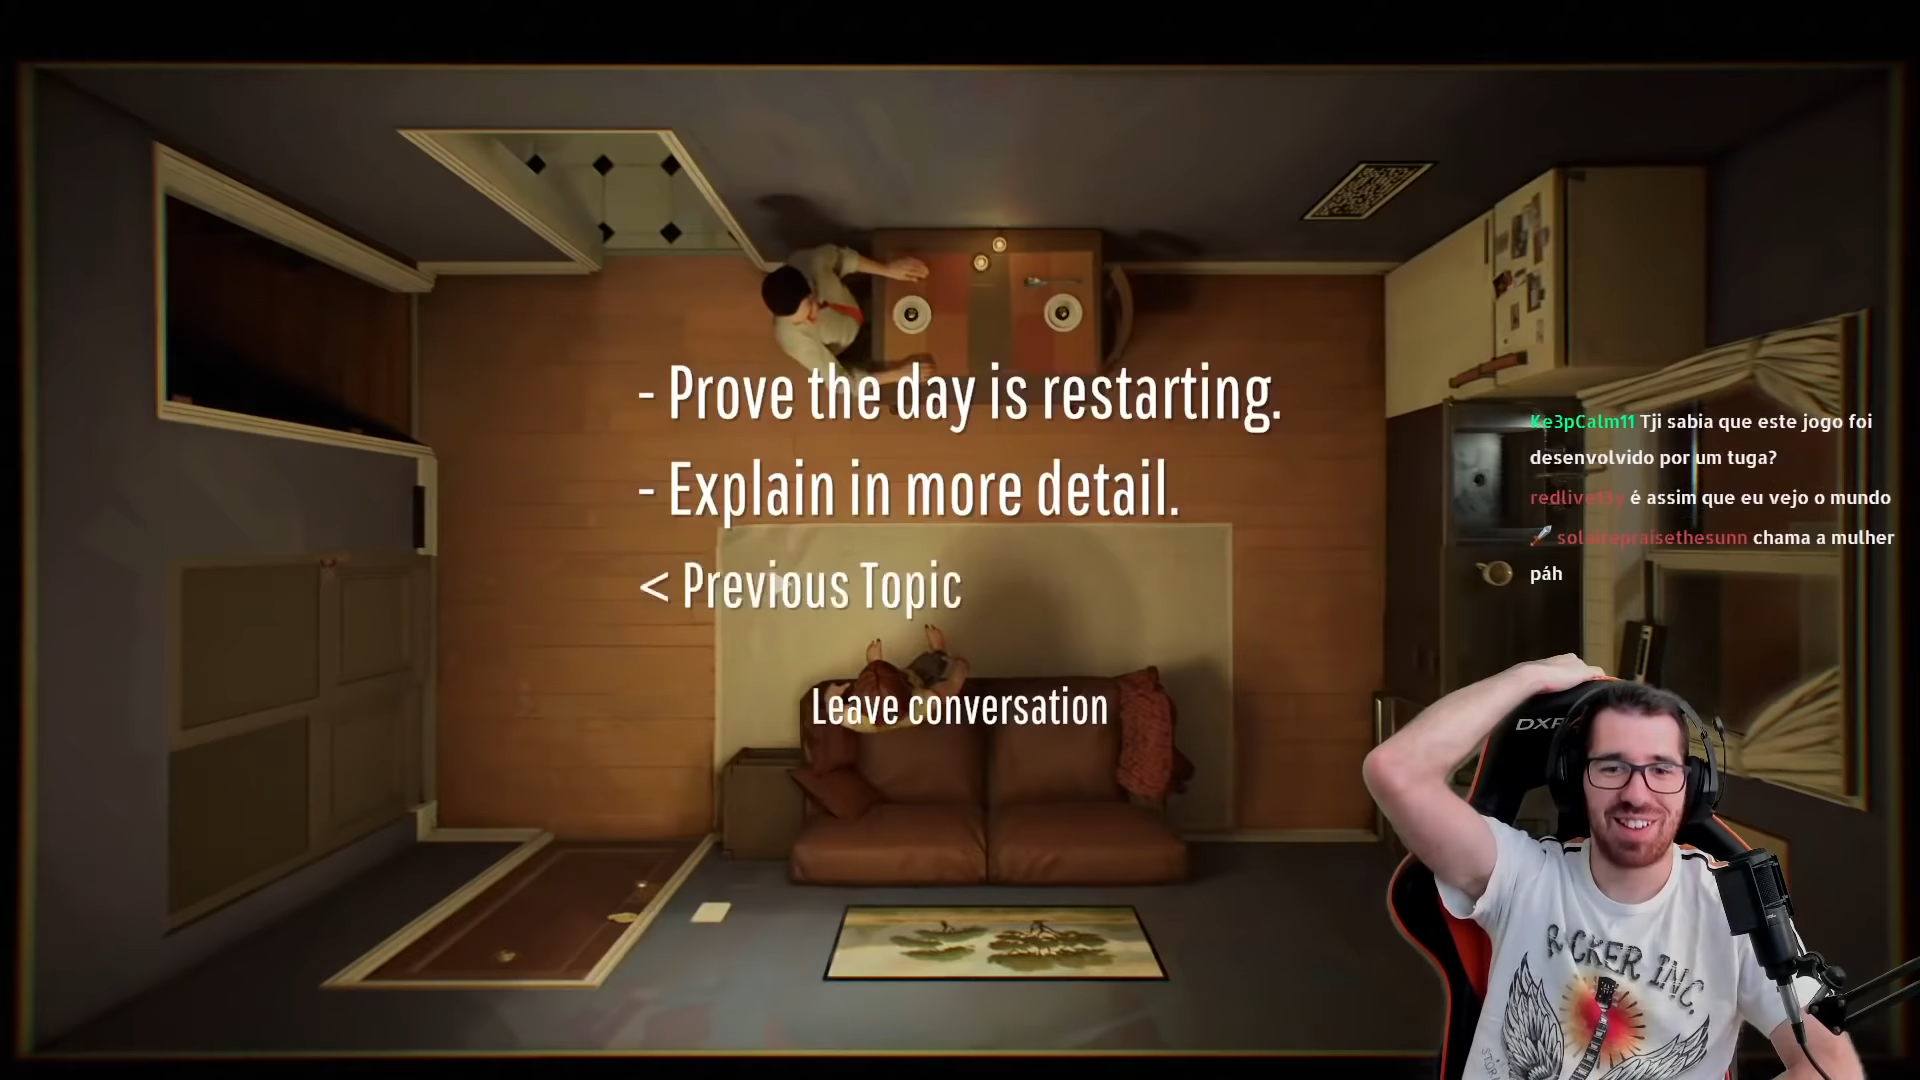 - Prove the day is restarting.
- Explain in more detail.
< Previous Topic
Leave conversation
Ke3pCalm11 Tji sabia que este jogo foi
desenvolvido por um tuga?
é assim que eu vejo o mundo
solairepraisethesunn chama a mulher
páh
DXR
ROCKER INC.